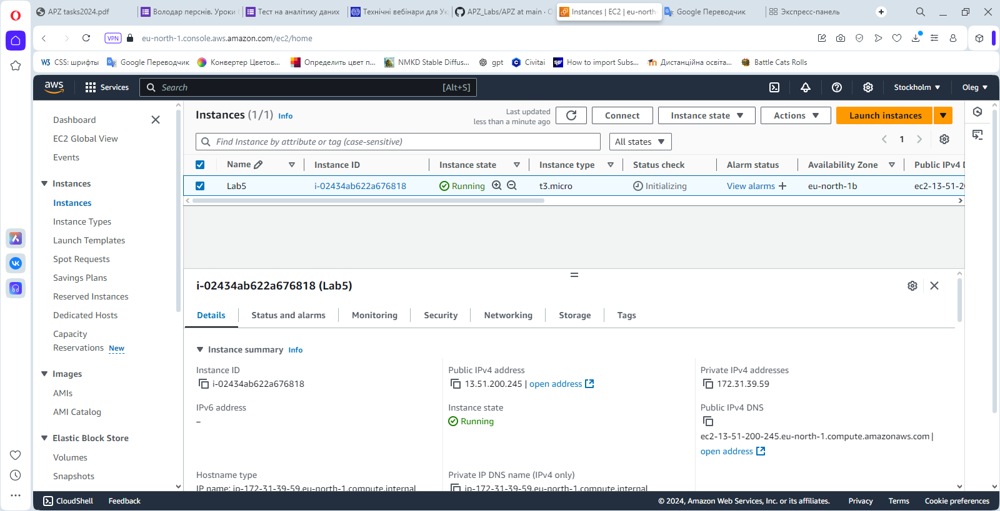 APZ tasks2024.pdf
Володар перснів. Уроки
Тест на аналітику даних
Технічні вебінари для Ук
APZ_Labs/APZ at main · O
Instances | EC2 | eu-north-
Google Переводчик
Экспресс-панель
VPN
eu-north-1.console.aws.amazon.com/ec2/home
W3 CSS: шрифты
Google Переводчик
Конвертер Цветов...
Определить цвет п...
NMKD Stable Diffus...
gpt
Civitai
How to import Subs...
Дистанційна освіта...
Battle Cats Rolls
aws
Services
Search
[Alt+S]
Stockholm
Oleg
Dashboard
EC2 Global View
Events
Instances
Instances
Instance Types
Launch Templates
Spot Requests
Savings Plans
Reserved Instances
Dedicated Hosts
Capacity
Reservations New
Images
AMIs
AMI Catalog
Elastic Block Store
Volumes
Snapshots
Instances (1/1) Info
Last updated
less than a minute ago
Connect
Instance state
Actions
Launch instances
Find Instance by attribute or tag (case-sensitive)
All states
1
Name
Instance ID
Instance state
Instance type
Status check
Alarm status
Availability Zone
Public IPv4 D
Lab5
i-02434ab622a676818
Running
t3.micro
Initializing
View alarms
eu-north-1b
ec2-13-51-20
i-02434ab622a676818 (Lab5)
Details
Status and alarms
Monitoring
Security
Networking
Storage
Tags
Instance summary Info
Instance ID
i-02434ab622a676818
Public IPv4 address
13.51.200.245 | open address
Private IPv4 addresses
172.31.39.59
IPv6 address
–
Instance state
Running
Public IPv4 DNS
ec2-13-51-200-245.eu-north-1.compute.amazonaws.com |
open address
Hostname type
IP name: ip-172-31-39-59.eu-north-1.compute.internal
Private IP DNS name (IPv4 only)
ip-172-31-39-59.eu-north-1.compute.internal
CloudShell
Feedback
© 2024, Amazon Web Services, Inc. or its affiliates.
Privacy
Terms
Cookie preferences